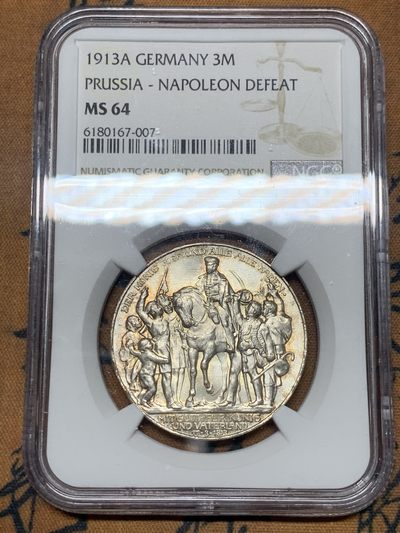 1913A GERMANY 3M
PRUSSIA - NAPOLEON DEFEAT
MS 64
6180167-007
NUMISMATIC GUARANTY CORPORATION
NGC
DER KÖNIG RIEF UND ALLE ALLE KAMEN
MIT GOTT FÜR KÖNIG
UND VATERLAND